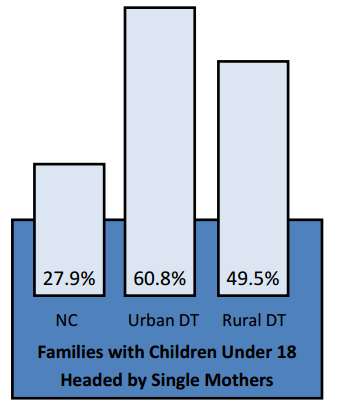 27.9% 60.8% 49.5%
NC Urban DT Rural DT
Families with Children Under 18
Headed by Single Mothers